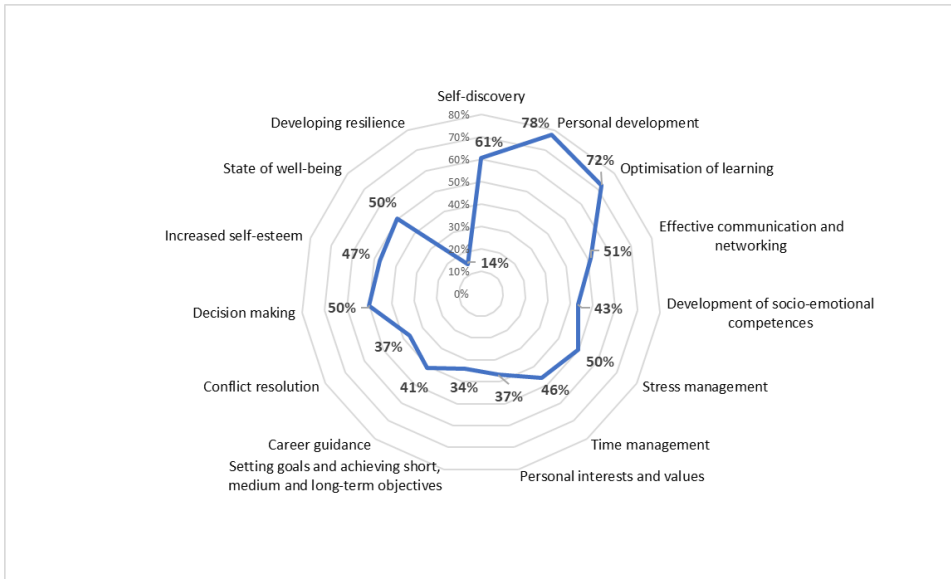 Self-discovery
Personal development
Optimisation of learning
Effective communication and
networking
Development of socio-emotional
competences
Stress management
Time management
Personal interests and values
Setting goals and achieving short,
medium and long-term objectives
Career guidance
Conflict resolution
Decision making
Increased self-esteem
State of well-being
Developing resilience
80%
70%
60%
50%
40%
30%
20%
10%
0%
61%
78%
72%
51%
43%
50%
46%
37%
34%
41%
37%
50%
47%
50%
14%